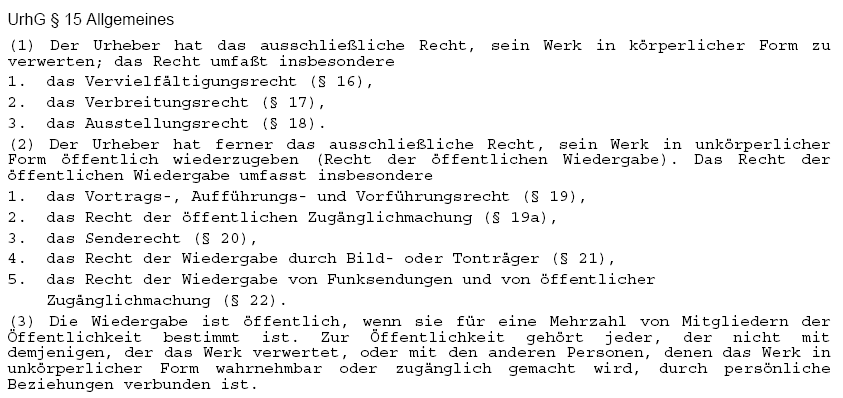 UrhG § 15 Allgemeines
(1) Der Urheber hat das ausschließliche Recht, sein Werk in körperlicher Form zu
verwerten; das Recht umfaßt insbesondere
1. das Vervielfältigungsrecht (§ 16),
2. das Verbreitungsrecht (§ 17),
3. das Ausstellungsrecht (§ 18).
(2) Der Urheber hat ferner das ausschließliche Recht, sein Werk in unkörperlicher
Form öffentlich wiederzugeben (Recht der öffentlichen Wiedergabe). Das Recht der
öffentlichen Wiedergabe umfasst insbesondere
1. das Vortrags-, Aufführungs- und Vorführungsrecht (§ 19),
2. das Recht der öffentlichen Zugänglichmachung (§ 19a),
3. das Senderecht (§ 20),
4. das Recht der Wiedergabe durch Bild- oder Tonträger (§ 21),
5. das Recht der Wiedergabe von Funksendungen und von öffentlicher
Zugänglichmachung (§ 22).
(3) Die Wiedergabe ist öffentlich, wenn sie für eine Mehrzahl von Mitgliedern der
Öffentlichkeit bestimmt ist. Zur Öffentlichkeit gehört jeder, der nicht mit
demjenigen, der das Werk verwertet, oder mit den anderen Personen, denen das Werk in
unkörperlicher Form wahrnehmbar oder zugänglich gemacht wird, durch persönliche
Beziehungen verbunden ist.